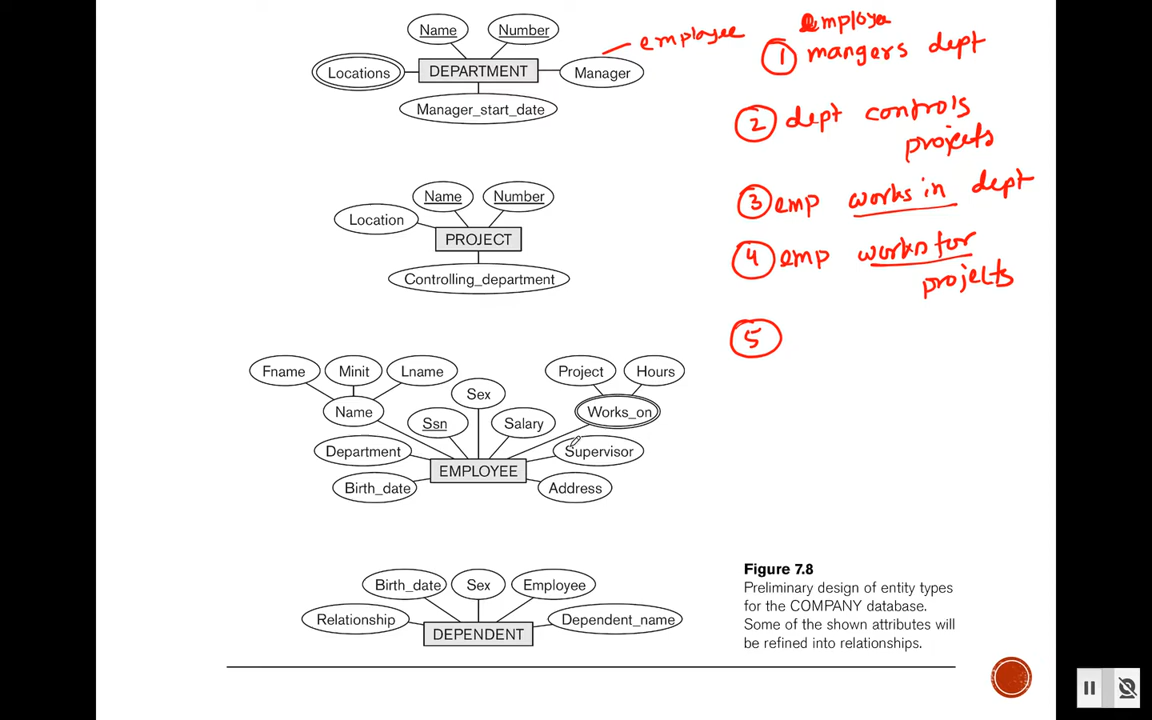 Name
Number
employee
employee
① mangers dept
Locations
DEPARTMENT
Manager
Manager_start_date
② dept controls
projects
Name
Number
③ emp works in dept
Location
PROJECT
④ emp works for
projects
Controlling_department
⑤
Fname
Minit
Lname
Project
Hours
Sex
Name
Works_on
Ssn
Salary
Department
Supervisor
EMPLOYEE
Birth_date
Address
Figure 7.8
Preliminary design of entity types
for the COMPANY database.
Some of the shown attributes will
be refined into relationships.
Birth_date
Sex
Employee
Relationship
Dependent_name
DEPENDENT